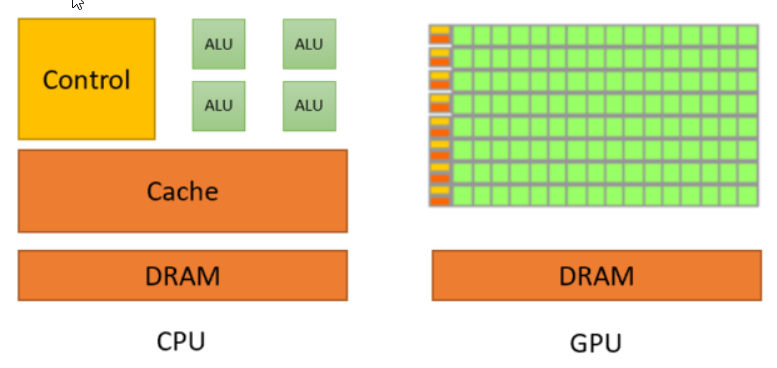 Control
ALU ALU
ALU ALU
Cache
DRAM
CPU
DRAM
GPU